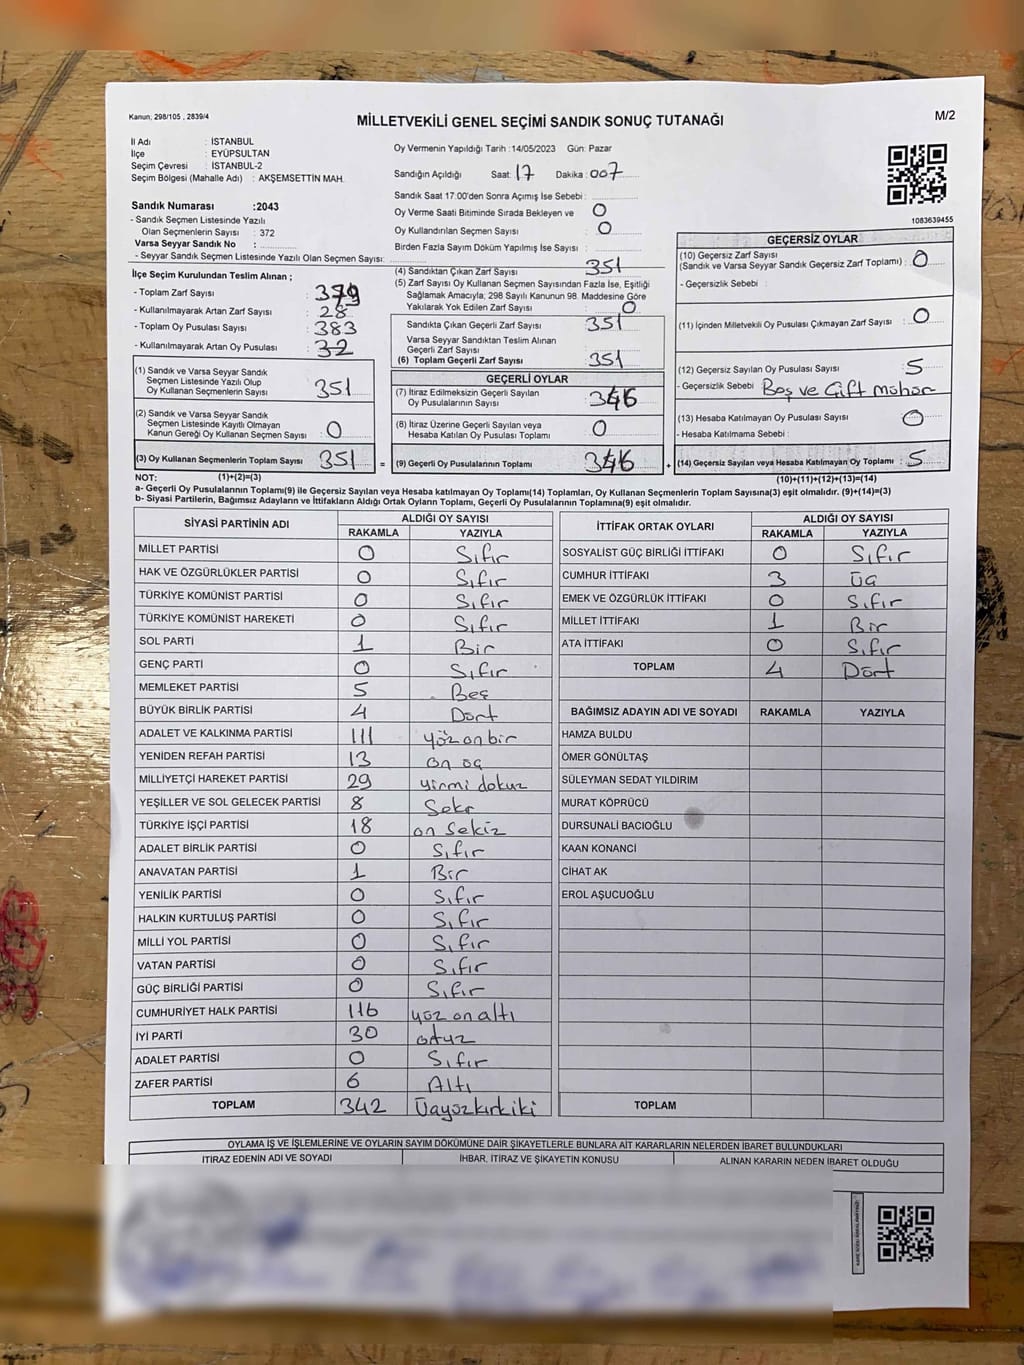 Kanun; 298/105 , 2839/4
MİLLETVEKİLİ GENEL SEÇİMİ SANDIK SONUÇ TUTANAĞI
M/2
İl Adı : İSTANBUL
İlçe : EYÜPSULTAN
Seçim Çevresi : İSTANBUL-2
Seçim Bölgesi (Mahalle Adı) : AKŞEMSETTİN MAH.
Oy Vermenin Yapıldığı Tarih :14/05/2023 Gün: Pazar
Sandığın Açıldığı Saat: 17 Dakika: 007
Sandık Saat 17:00'den Sonra Açımış İse Sebebi :
Oy Verme Saati Bitiminde Sırada Bekleyen ve 0
Oy Kullandırılan Seçmen Sayısı : 0
Birden Fazla Sayım Döküm Yapılmış İse Sayısı :
1083639455
Sandık Numarası :2043
- Sandık Seçmen Listesinde Yazılı
Olan Seçmenlerin Sayısı : 372
Varsa Seyyar Sandık No :
- Seyyar Sandık Seçmen Listesinde Yazılı Olan Seçmen Sayısı:
İlçe Seçim Kurulundan Teslim Alınan ;
- Toplam Zarf Sayısı : 379
- Kullanılmayarak Artan Zarf Sayısı : 28
- Toplam Oy Pusulası Sayısı : 383
- Kullanılmayarak Artan Oy Pusulası : 32
(1) Sandık ve Varsa Seyyar Sandık
Seçmen Listesinde Yazılı Olup
Oy Kullanan Seçmenlerin Sayısı : 351
(2) Sandık ve Varsa Seyyar Sandık
Seçmen Listesinde Kayıtlı Olmayan
Kanun Gereği Oy Kullanan Seçmen Sayısı : 0
(3) Oy Kullanan Seçmenlerin Toplam Sayısı : 351
(4) Sandıktan Çıkan Zarf Sayısı : 351
(5) Zarf Sayısı Oy Kullanan Seçmen Sayısından Fazla İse, Eşitliği
Sağlamak Amacıyla; 298 Sayılı Kanunun 98. Maddesine Göre
Yakılarak Yok Edilen Zarf Sayısı : 0
Sandıkta Çıkan Geçerli Zarf Sayısı : 351
Varsa Seyyar Sandıktan Teslim Alınan
Geçerli Zarf Sayısı :
(6) Toplam Geçerli Zarf Sayısı : 351
GEÇERLİ OYLAR
(7) İtiraz Edilmeksizin Geçerli Sayılan
Oy Pusulalarının Sayısı : 346
(8) İtiraz Üzerine Geçerli Sayılan veya
Hesaba Katılan Oy Pusulası Toplamı : 0
= (9) Geçerli Oy Pusulalarının Toplamı : 346
GEÇERSİZ OYLAR
(10) Geçersiz Zarf Sayısı
(Sandık ve Varsa Seyyar Sandık Geçersiz Zarf Toplamı) : 0
- Geçersizlik Sebebi :
(11) İçinden Milletvekili Oy Pusulası Çıkmayan Zarf Sayısı : 0
(12) Geçersiz Sayılan Oy Pusulası Sayısı : 5
- Geçersizlik Sebebi : Boş ve Çift Mühür
(13) Hesaba Katılmayan Oy Pusulası Sayısı : 0
- Hesaba Katılmama Sebebi :
+ (14) Geçersiz Sayılan veya Hesaba Katılmayan Oy Toplamı : 5
NOT: (1)+(2)=(3)
(10)+(11)+(12)+(13)=(14)
a- Geçerli Oy Pusulalarının Toplamı(9) ile Geçersiz Sayılan veya Hesaba katılmayan Oy Toplamı(14) Toplamları, Oy Kullanan Seçmenlerin Toplam Sayısına(3) eşit olmalıdır. (9)+(14)=(3)
b- Siyasi Partilerin, Bağımsız Adayların ve İttifakların Aldığı Ortak Oyların Toplamı, Geçerli Oy Pusulalarının Toplamına(9) eşit olmalıdır.
SİYASİ PARTİNİN ADI ALDIĞI OY SAYISI
RAKAMLA YAZIYLA
MİLLET PARTİSİ 0 Sıfır
HAK VE ÖZGÜRLÜKLER PARTİSİ 0 Sıfır
TÜRKİYE KOMÜNİST PARTİSİ 0 Sıfır
TÜRKİYE KOMÜNİST HAREKETİ 0 Sıfır
SOL PARTİ 1 Bir
GENÇ PARTİ 0 Sıfır
MEMLEKET PARTİSİ 5 Beş
BÜYÜK BİRLİK PARTİSİ 4 Dört
ADALET VE KALKINMA PARTİSİ 111 yüz on bir
YENİDEN REFAH PARTİSİ 13 on üç
MİLLİYETÇİ HAREKET PARTİSİ 29 yirmi dokuz
YEŞİLLER VE SOL GELECEK PARTİSİ 8
TÜRKİYE İŞÇİ PARTİSİ 18 on sekiz
ADALET BİRLİK PARTİSİ 0 Sıfır
ANAVATAN PARTİSİ 1 Bir
YENİLİK PARTİSİ 0 Sıfır
HALKIN KURTULUŞ PARTİSİ 0 Sıfır
MİLLİ YOL PARTİSİ 0 Sıfır
VATAN PARTİSİ 0 Sıfır
GÜÇ BİRLİĞİ PARTİSİ 0 Sıfır
CUMHURİYET HALK PARTİSİ 116 yüz on altı
İYİ PARTİ 30 otuz
ADALET PARTİSİ 0 Sıfır
ZAFER PARTİSİ 6 Altı
TOPLAM 342 Üçyüzkırkiki
İTTİFAK ORTAK OYLARI ALDIĞI OY SAYISI
RAKAMLA YAZIYLA
SOSYALİST GÜÇ BİRLİĞİ İTTİFAKI 0 Sıfır
CUMHUR İTTİFAKI 3 Üç
EMEK VE ÖZGÜRLÜK İTTİFAKI 0 Sıfır
MİLLET İTTİFAKI 1 Bir
ATA İTTİFAKI 0 Sıfır
TOPLAM 4 Dört
BAĞIMSIZ ADAYIN ADI VE SOYADI RAKAMLA YAZIYLA
HAMZA BULDU
ÖMER GÖNÜLTAŞ
SÜLEYMAN SEDAT YILDIRIM
MURAT KÖPRÜCÜ
DURSUNALİ BACIOĞLU
KAAN KONANCİ
CİHAT AK
EROL AŞUCUOĞLU
TOPLAM
OYLAMA İŞ VE İŞLEMLERİNE VE OYLARIN SAYIM DÖKÜMÜNE DAİR ŞİKAYETLERLE BUNLARA AİT KARARLARIN NELERDEN İBARET BULUNDUKLARI
İTİRAZ EDENİN ADI VE SOYADI İHBAR, İTİRAZ VE ŞİKAYETİN KONUSU ALINAN KARARIN NEDEN İBARET OLDUĞU